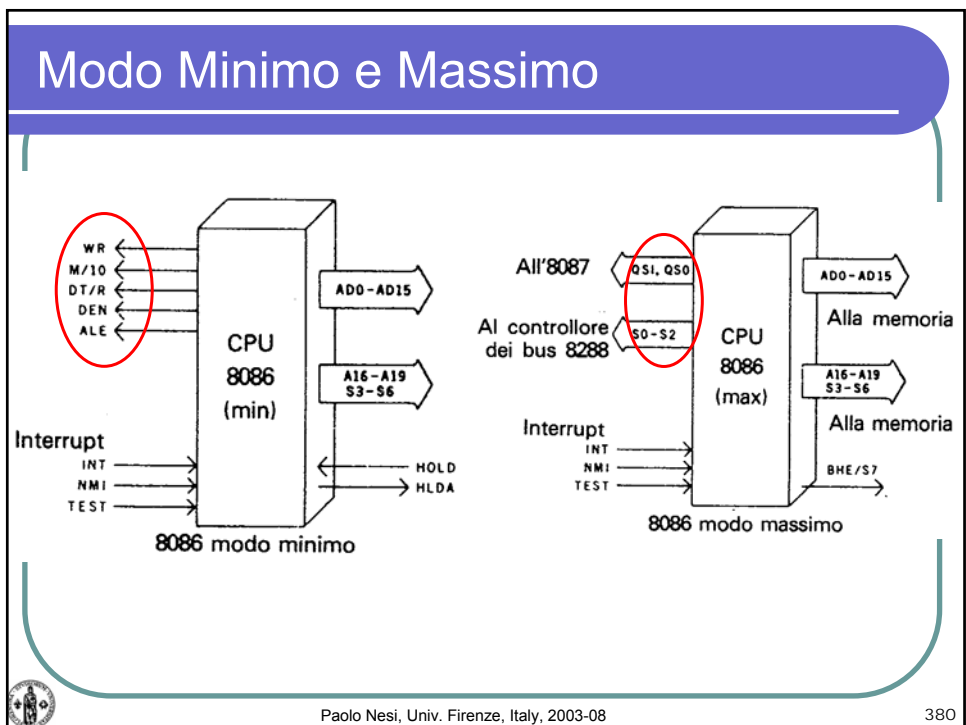 Modo Minimo e Massimo
WR
M/IO
DT/R
DEN
ALE
CPU
8086
(min)
AD0-AD15
A16-A19
S3-S6
Interrupt
INT
NMI
TEST
HOLD
HLDA
8086 modo minimo
All'8087
QS1, QS0
Al controllore
dei bus 8288
S0-S2
CPU
8086
(max)
AD0-AD15
Alla memoria
A16-A19
S3-S6
Alla memoria
Interrupt
INT
NMI
TEST
BHE/S7
8086 modo massimo
Paolo Nesi, Univ. Firenze, Italy, 2003-08
380